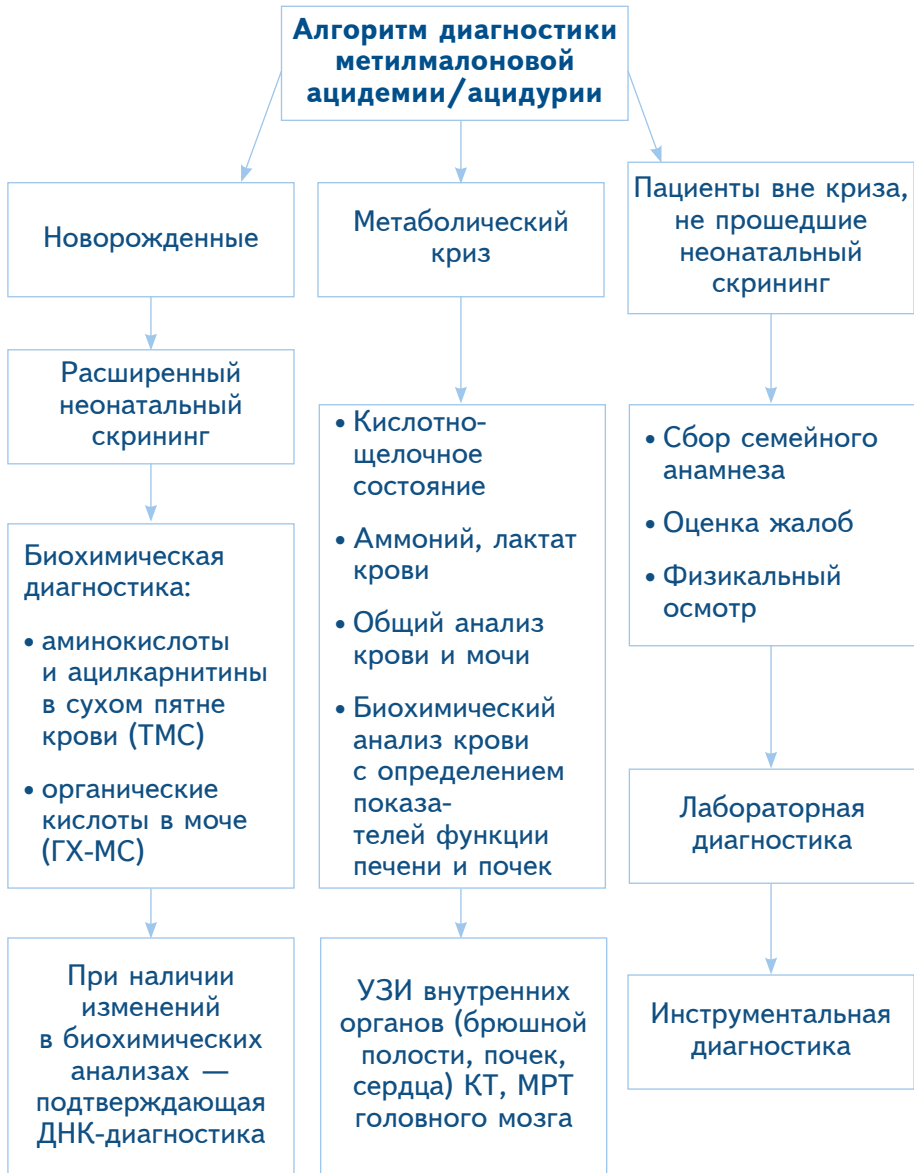 Алгоритм диагностики
метилмалоновой
ацидемии/ацидурии
Новорожденные
Расширенный
неонатальный
скрининг
Биохимическая
диагностика:
• аминокислоты
и ацилкарнитины
в сухом пятне
крови (ТМС)
• органические
кислоты в моче
(ГХ-МС)
При наличии
изменений
в биохимических
анализах —
подтверждающая
ДНК-диагностика
Метаболический
криз
• Кислотно-
щелочное
состояние
• Аммоний, лактат
крови
• Общий анализ
крови и мочи
• Биохимический
анализ крови
с определением
показа-
телей функции
печени и почек
УЗИ внутренних
органов (брюшной
полости, почек,
сердца) КТ, МРТ
головного мозга
Пациенты вне криза,
не прошедшие
неонатальный
скрининг
• Сбор семейного
анамнеза
• Оценка жалоб
• Физикальный
осмотр
Лабораторная
диагностика
Инструментальная
диагностика